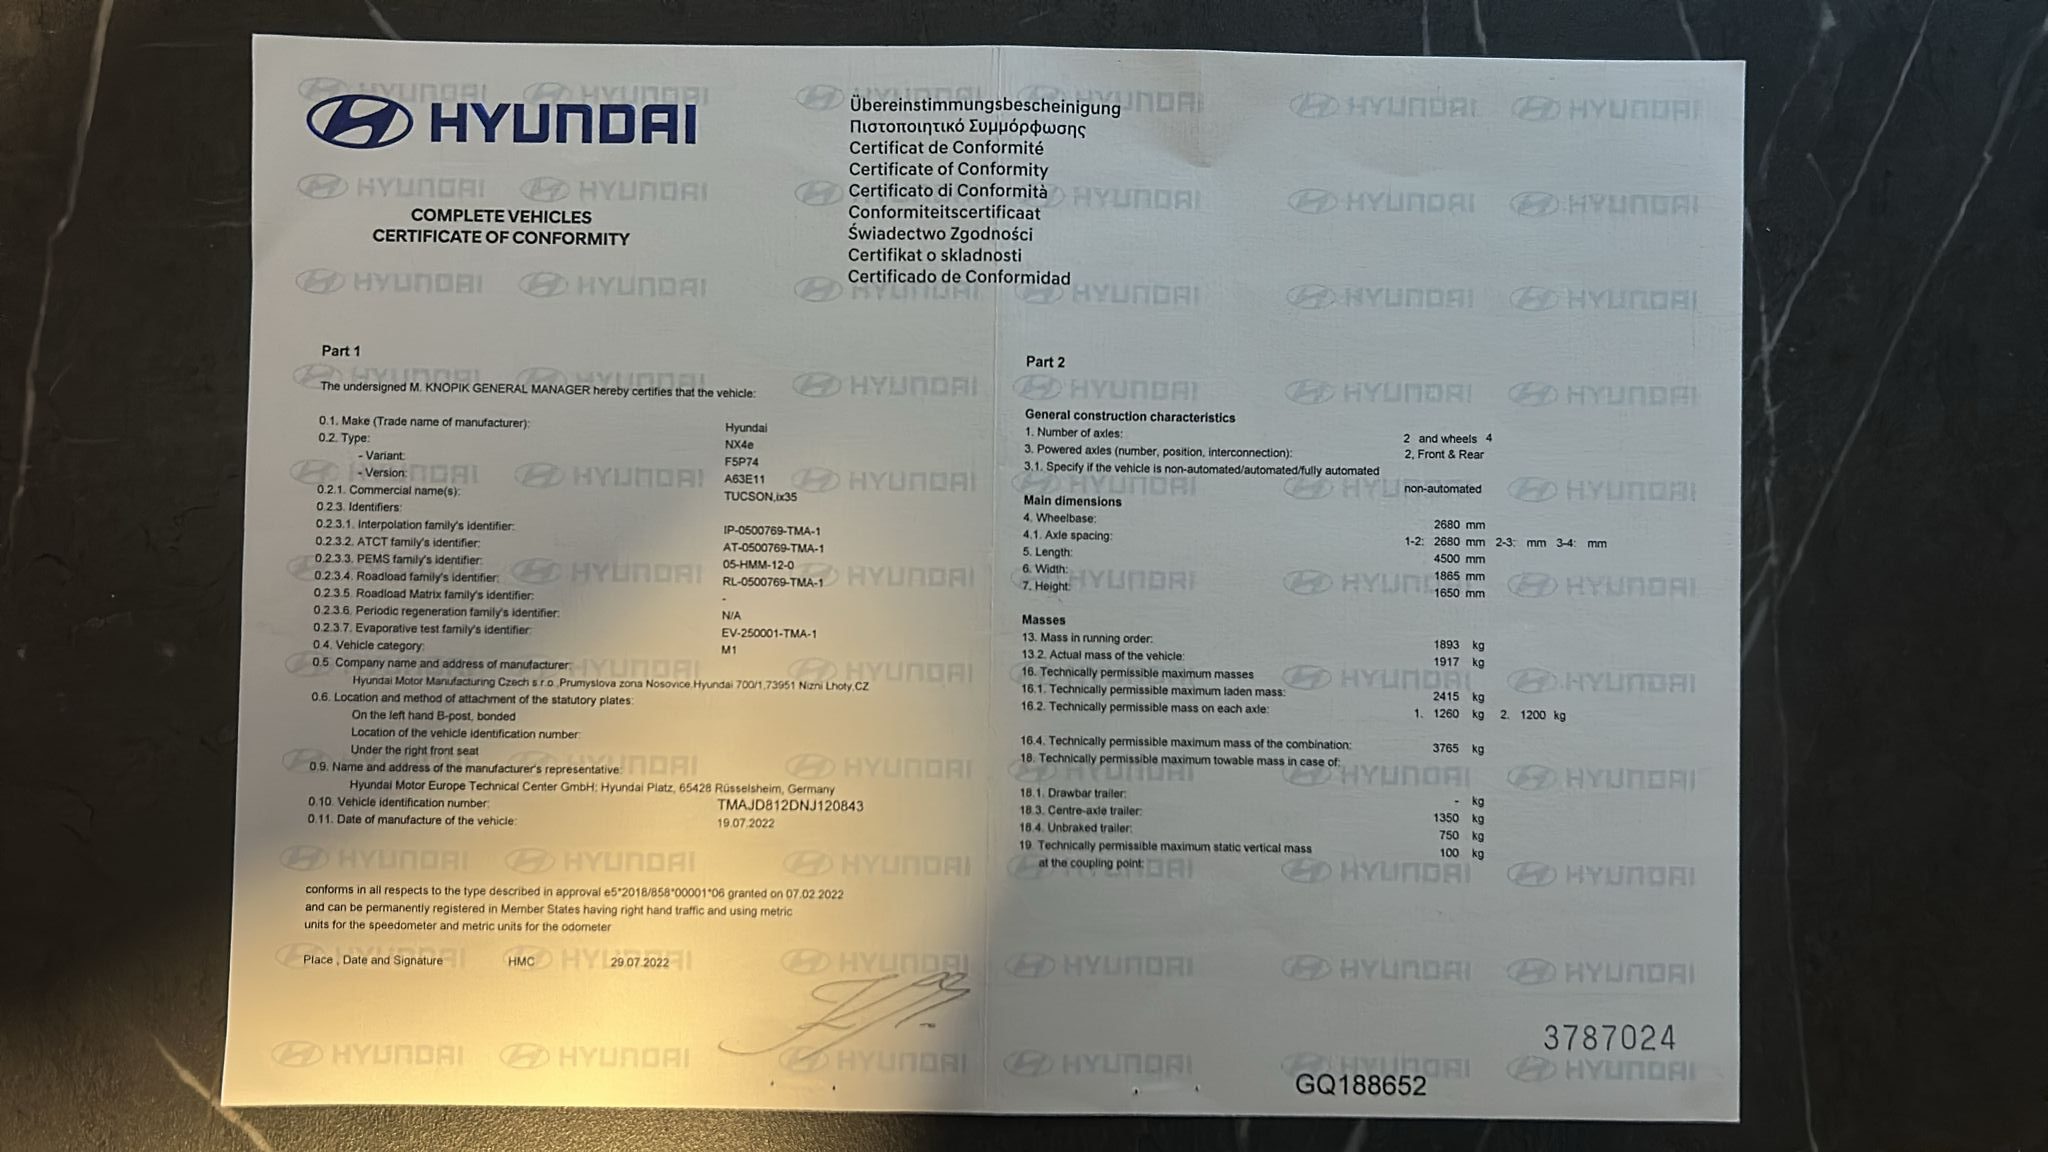 HYUNDAI
COMPLETE VEHICLES
CERTIFICATE OF CONFORMITY
Übereinstimmungsbescheinigung
Πιστοποιητικό Συμμόρφωσης
Certificat de Conformité
Certificate of Conformity
Certificato di Conformità
Conformiteitscertificaat
Świadectwo Zgodności
Certifikat o skladnosti
Certificado de Conformidad
Part 1
The undersigned M. KNOPIK GENERAL MANAGER hereby certifies that the vehicle:
0.1. Make (Trade name of manufacturer): Hyundai
0.2. Type: NX4e
- Variant: F5P74
- Version: A63E11
0.2.1. Commercial name(s): TUCSON,ix35
0.2.3. Identifiers:
0.2.3.1. Interpolation family's identifier: IP-0500769-TMA-1
0.2.3.2. ATCT family's identifier: AT-0500769-TMA-1
0.2.3.3. PEMS family's identifier: 05-HMM-12-0
0.2.3.4. Roadload family's identifier: RL-0500769-TMA-1
0.2.3.5. Roadload Matrix family's identifier: -
0.2.3.6. Periodic regeneration family's identifier: N/A
0.2.3.7. Evaporative test family's identifier: EV-250001-TMA-1
0.4. Vehicle category: M1
0.5. Company name and address of manufacturer:
Hyundai Motor Manufacturing Czech s.r.o.,Prumyslova zona Nosovice,Hyundai 700/1,73951 Nizni Lhoty,CZ
0.6. Location and method of attachment of the statutory plates:
On the left hand B-post, bonded
Location of the vehicle identification number:
Under the right front seat
0.9. Name and address of the manufacturer's representative:
Hyundai Motor Europe Technical Center GmbH; Hyundai Platz, 65428 Rüsselsheim, Germany
0.10. Vehicle identification number: TMAJD812DNJ120843
0.11. Date of manufacture of the vehicle: 19.07.2022
conforms in all respects to the type described in approval e5*2018/858*00001*06 granted on 07.02.2022
and can be permanently registered in Member States having right hand traffic and using metric
units for the speedometer and metric units for the odometer
Place , Date and Signature HMC 29.07.2022
Part 2
General construction characteristics
1. Number of axles: 2 and wheels 4
3. Powered axles (number, position, interconnection): 2, Front & Rear
3.1. Specify if the vehicle is non-automated/automated/fully automated
non-automated
Main dimensions
4. Wheelbase: 2680 mm
4.1. Axle spacing: 1-2: 2680 mm 2-3: mm 3-4: mm
5. Length: 4500 mm
6. Width: 1865 mm
7. Height: 1650 mm
Masses
13. Mass in running order: 1893 kg
13.2. Actual mass of the vehicle: 1917 kg
16. Technically permissible maximum masses
16.1. Technically permissible maximum laden mass: 2415 kg
16.2. Technically permissible mass on each axle: 1. 1260 kg 2. 1200 kg
16.4. Technically permissible maximum mass of the combination: 3765 kg
18. Technically permissible maximum towable mass in case of:
18.1. Drawbar trailer: - kg
18.3. Centre-axle trailer: 1350 kg
18.4. Unbraked trailer: 750 kg
19. Technically permissible maximum static vertical mass 100 kg
at the coupling point:
3787024
GQ188652